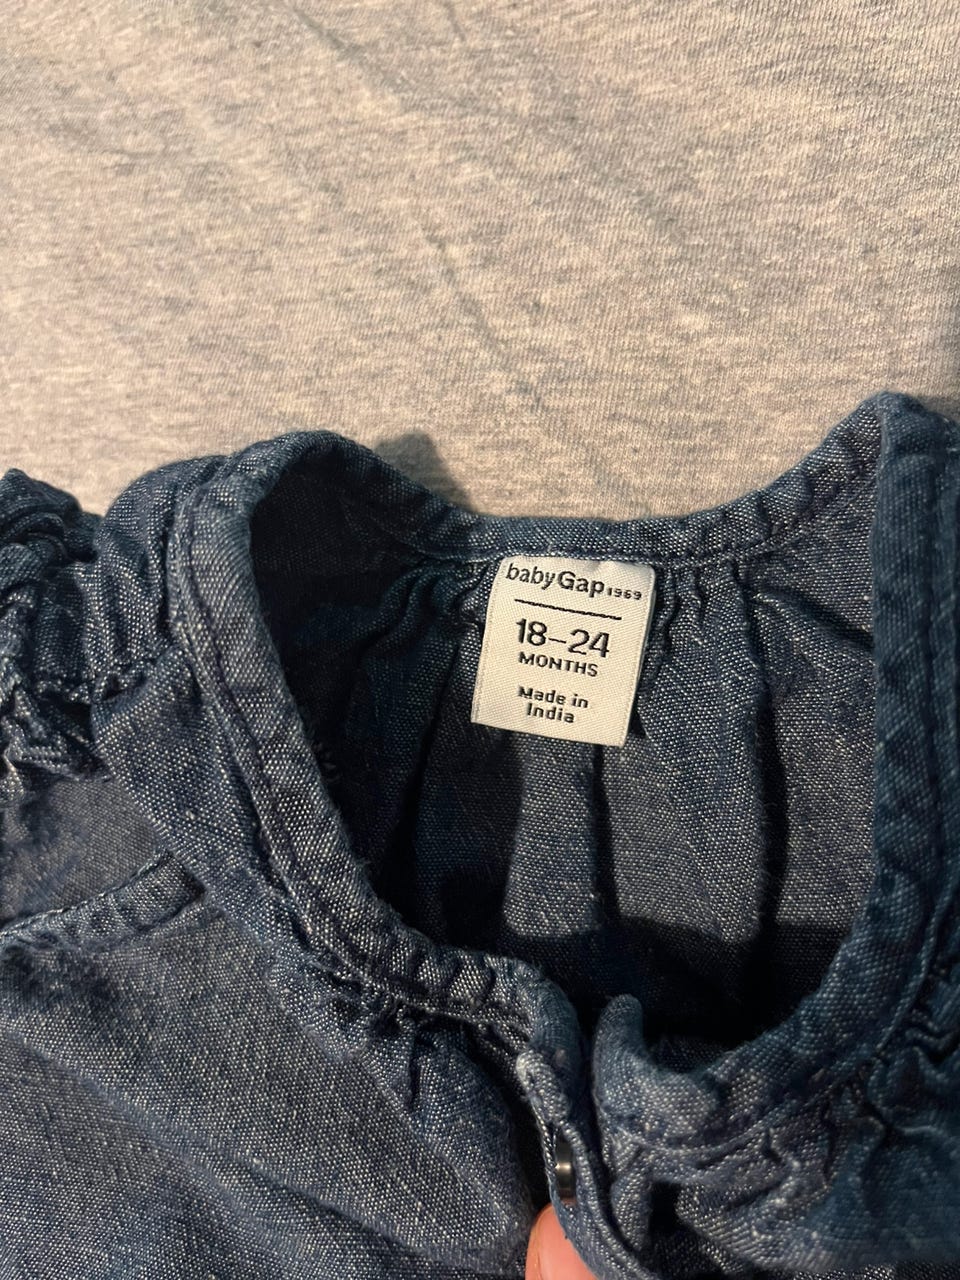 babyGap1969
18–24
MONTHS
Made in
India